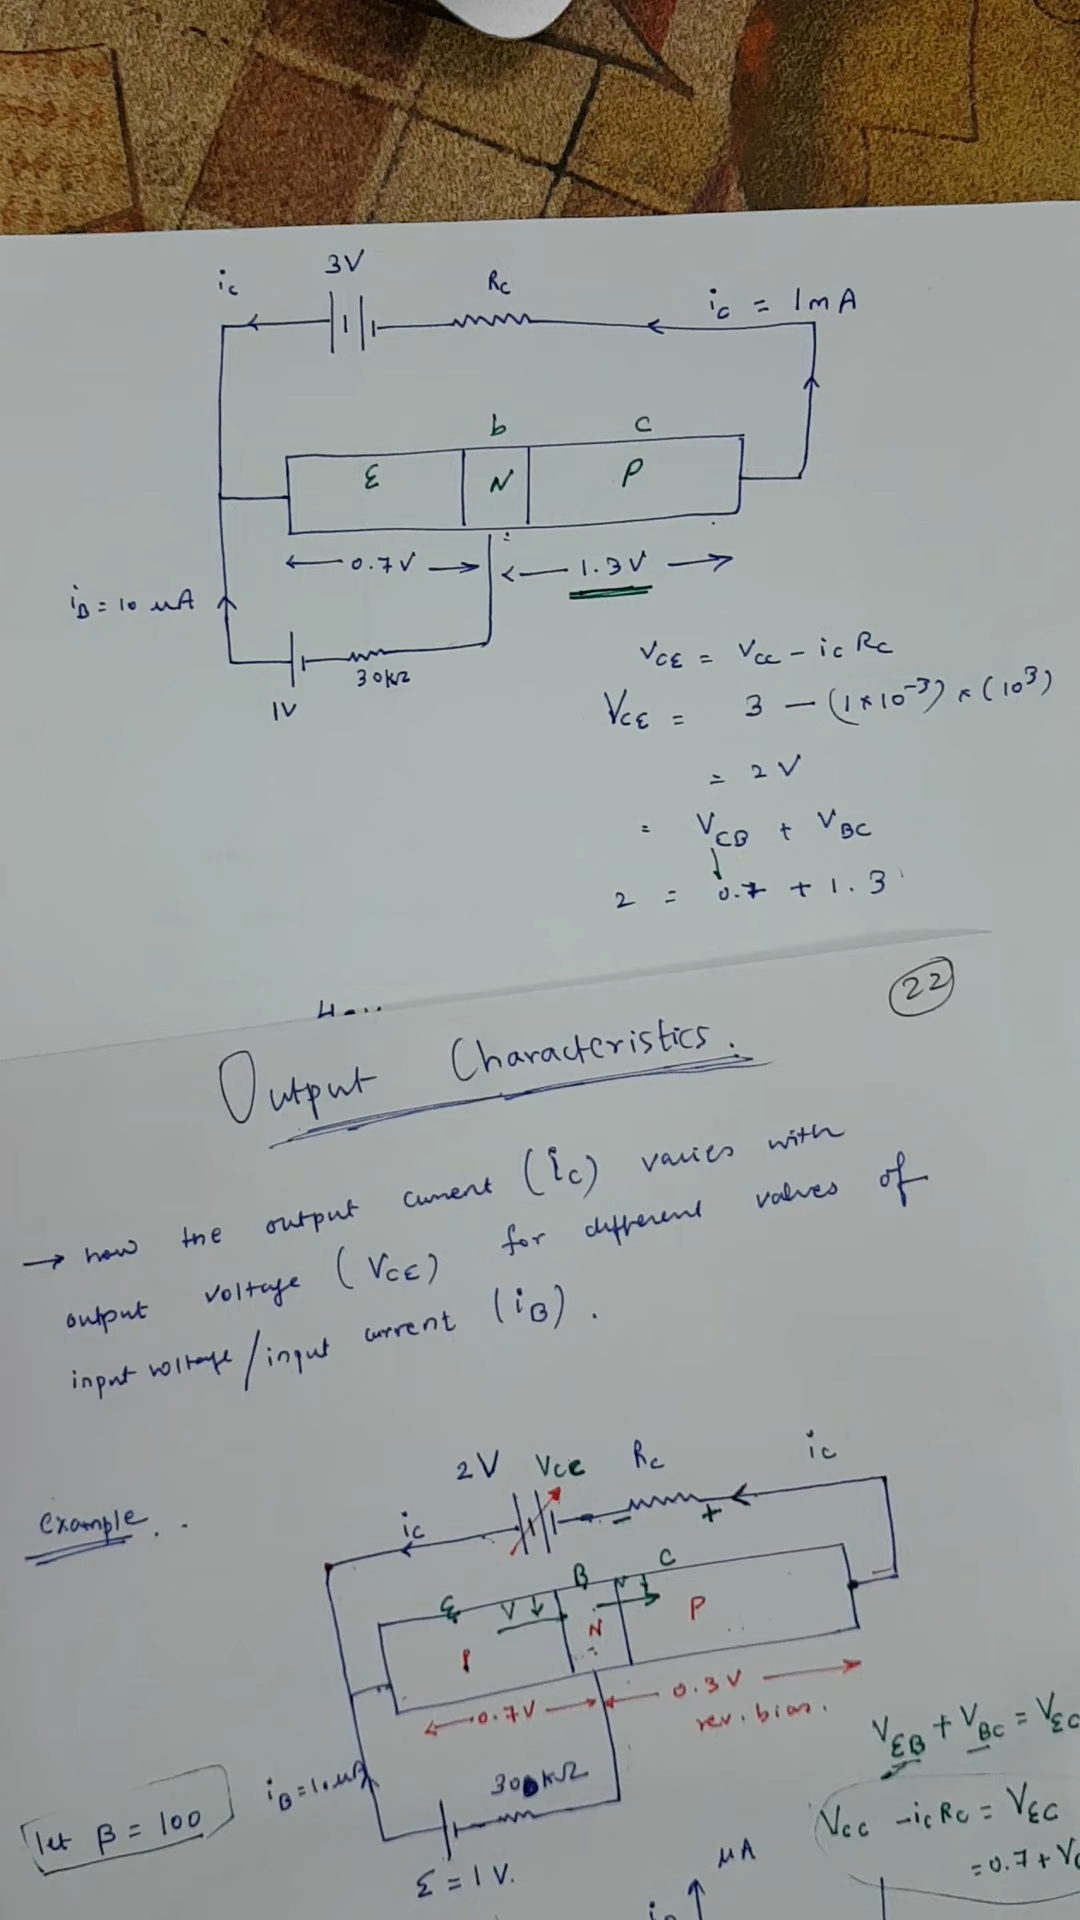 ic 3V Rc ic = 1mA
b c
ε N P
0.7V 1.3V
iB = 10 μA
1V 30kΩ
VCE = Vcc - ic Rc
VCE = 3 - (1×10⁻³) × (10³)
= 2V
= VCB + VBC
2 = 0.7 + 1.3
22
Output Characteristics.
→ how the output current (ic) varies with
output voltage (VCE) for different values of
input voltage/input current (iB).
example..
2V Vce Rc ic
ic - +
ε V B C
P N P
0.7V 0.3V
rev. bias.
VEB + VBC = VEC
iB = 10μA 300kΩ
let β = 100
Vcc - ic Rc = VEC
= 0.7 + V
ε = 1V.
μA